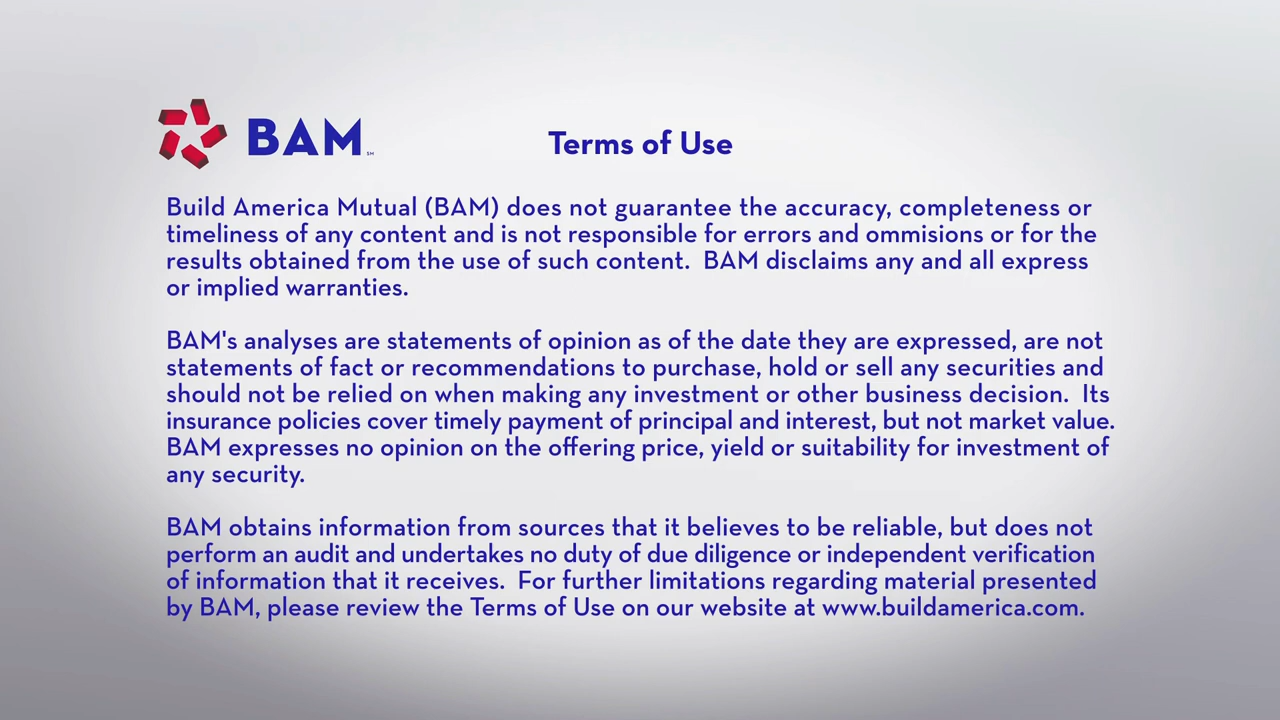 BAM SM
Terms of Use
Build America Mutual (BAM) does not guarantee the accuracy, completeness or
timeliness of any content and is not responsible for errors and ommisions or for the
results obtained from the use of such content.  BAM disclaims any and all express
or implied warranties.
BAM's analyses are statements of opinion as of the date they are expressed, are not
statements of fact or recommendations to purchase, hold or sell any securities and
should not be relied on when making any investment or other business decision.  Its
insurance policies cover timely payment of principal and interest, but not market value.
BAM expresses no opinion on the offering price, yield or suitability for investment of
any security.
BAM obtains information from sources that it believes to be reliable, but does not
perform an audit and undertakes no duty of due diligence or independent verification
of information that it receives.  For further limitations regarding material presented
by BAM, please review the Terms of Use on our website at www.buildamerica.com.